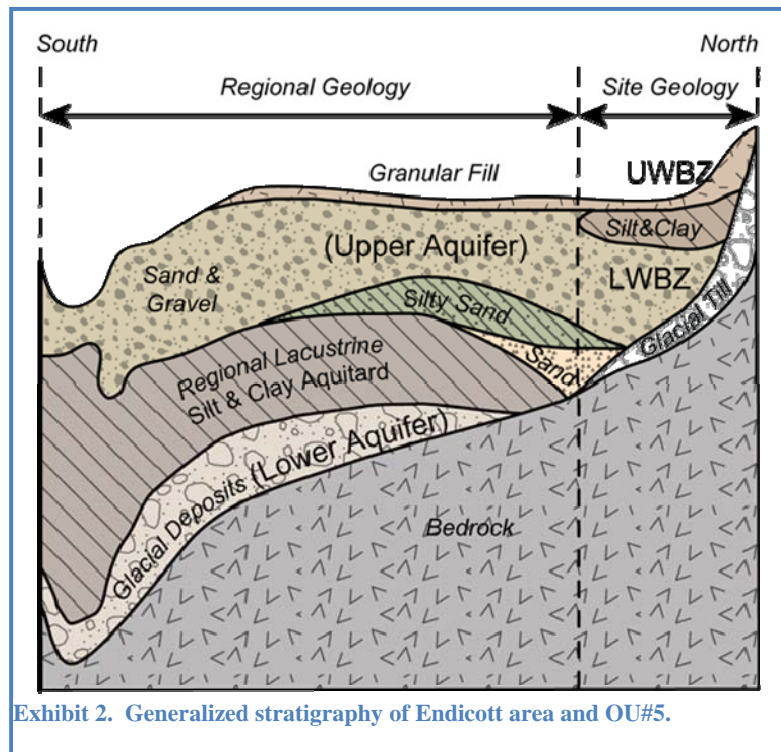 South
North
Regional Geology
Site Geology
Granular Fill
UWBZ
Silt&Clay
(Upper Aquifer)
Sand &
Gravel
LWBZ
Silty Sand
Glacial Till
Sand
Regional Lacustrine
Silt & Clay Aquitard
Glacial Deposits (Lower Aquifer)
Bedrock
Exhibit 2. Generalized stratigraphy of Endicott area and OU#5.